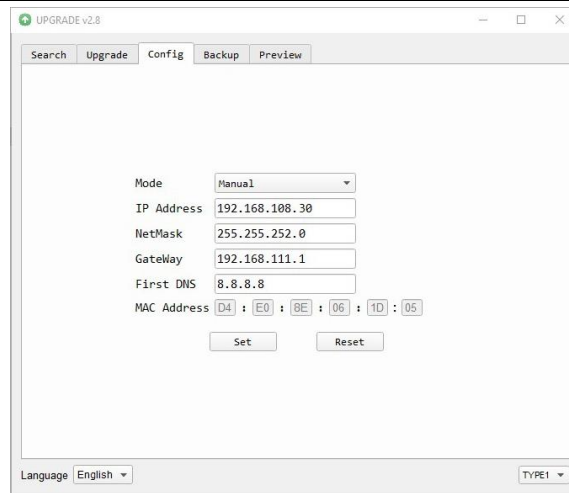 UPGRADE v2.8
Search Upgrade Config Backup Preview
Mode Manual
IP Address 192.168.108.30
NetMask 255.255.252.0
GateWay 192.168.111.1
First DNS 8.8.8.8
MAC Address D4 : E0 : 8E : 06 : 1D : 05
Set Reset
Language English TYPE1